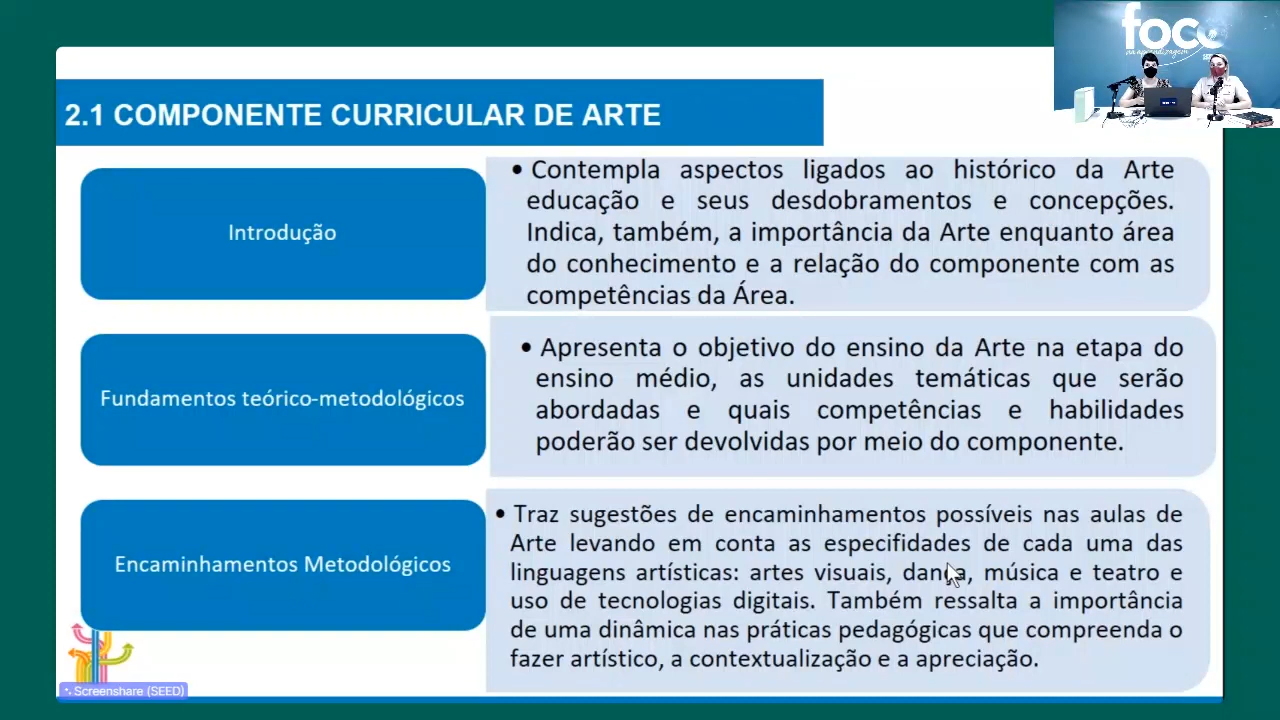 foco
na aprendizagem
2.1 COMPONENTE CURRICULAR DE ARTE
Introdução
• Contempla aspectos ligados ao histórico da Arte
educação e seus desdobramentos e concepções.
Indica, também, a importância da Arte enquanto área
do conhecimento e a relação do componente com as
competências da Área.
Fundamentos teórico-metodológicos
• Apresenta o objetivo do ensino da Arte na etapa do
ensino médio, as unidades temáticas que serão
abordadas e quais competências e habilidades
poderão ser devolvidas por meio do componente.
Encaminhamentos Metodológicos
• Traz sugestões de encaminhamentos possíveis nas aulas de
Arte levando em conta as especifidades de cada uma das
linguagens artísticas: artes visuais, dança, música e teatro e
uso de tecnologias digitais. Também ressalta a importância
de uma dinâmica nas práticas pedagógicas que compreenda o
fazer artístico, a contextualização e a apreciação.
Screenshare (SEED)